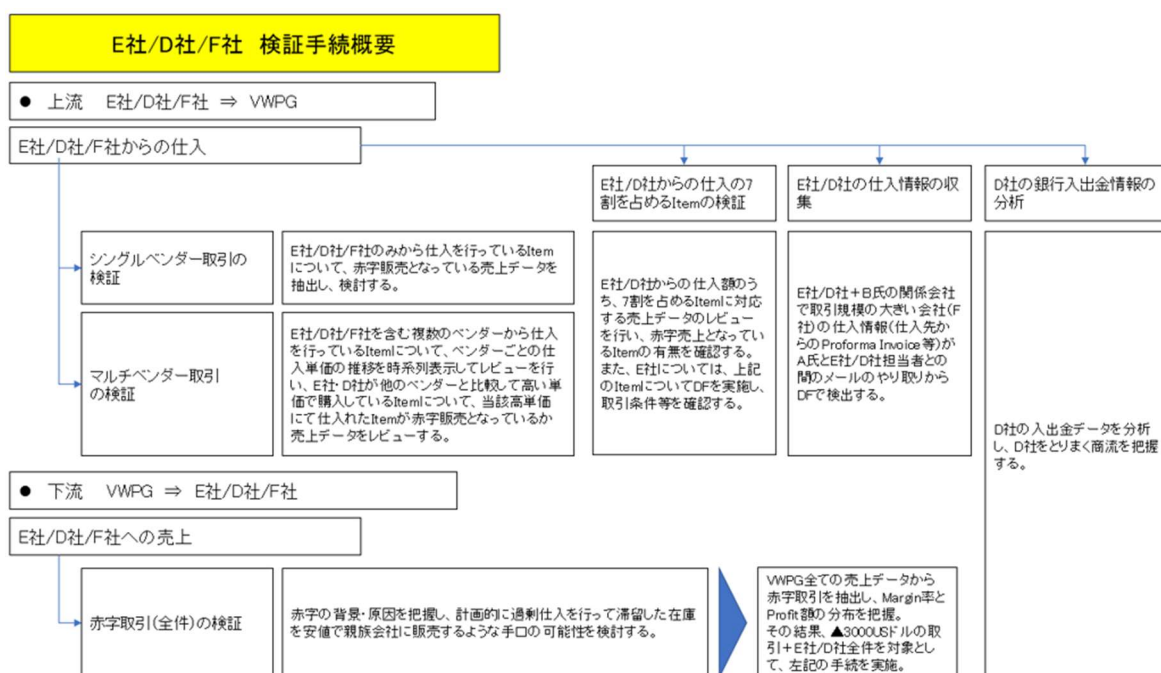 E社/D社/F社 検証手続概要
● 上流 E社/D社/F社 ⇒ VWPG
E社/D社/F社からの仕入
E社/D社からの仕入の7
割を占めるItemの検証
E社/D社の仕入情報の収
集
D社の銀行入出金情報の
分析
シングルベンダー取引の
検証
E社/D社/F社のみから仕入を行っているItem
について、赤字販売となっている売上データを
抽出し、検討する。
マルチベンダー取引
の検証
E社/D社/F社を含む複数のベンダーから仕入
を行っているItemについて、ベンダーごとの仕
入単価の推移を時系列表示してレビューを行
い、E社・D社が他のベンダーと比較して高い単
価で購入しているItemについて、当該高単価
にて仕入れたItemが赤字販売となっているか
売上データをレビューする。
E社/D社からの仕入額のう
ち、7割を占めるItemに対応
する売上データのレビュー
を行い、赤字売上となってい
るItemの有無を確認する。
また、E社については、上記
のItemについてDFを実施し、
取引条件等を確認する。
E社/D社+B氏の関係会社
で取引規模の大きい会社(F
社)の仕入情報(仕入先か
らのProforma Invoice等)が
A氏とE社/D社担当者との
間のメールのやり取りから
DFで検出する。
D社の入出金データを分析
し、D社をとりまく商流を把握
する。
● 下流 VWPG ⇒ E社/D社/F社
E社/D社/F社への売上
赤字取引(全件)の検証
赤字の背景・原因を把握し、計画的に過剰仕入を行って滞留した在庫
を安値で親族会社に販売するような手口の可能性を検討する。
VWPG全ての売上データから
赤字取引を抽出し、Margin率と
Profit額の分布を把握。
その結果、▲3000USドルの取
引+E社/D社全件を対象とし
て、左記の手続を実施。